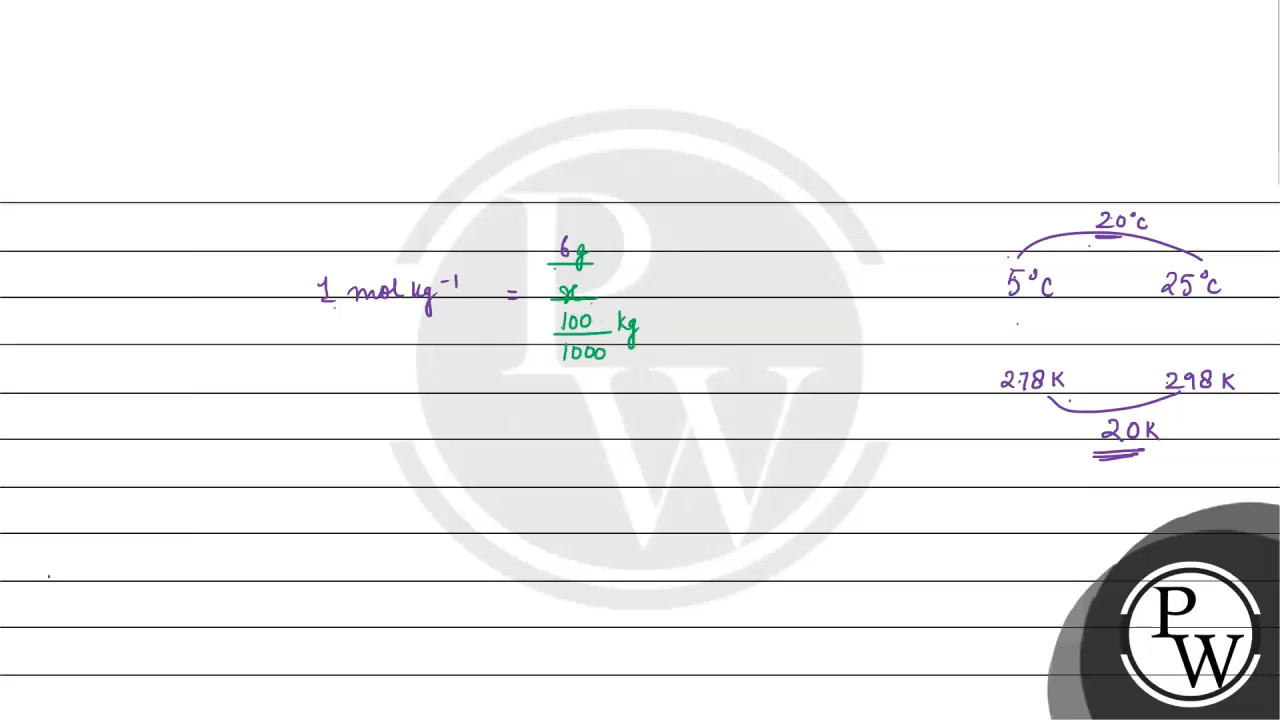 6g
1 mol kg⁻¹ = x
100 kg
1000
20°C
5°C 25°C
278 K 298 K
20 K
P
W
P
W